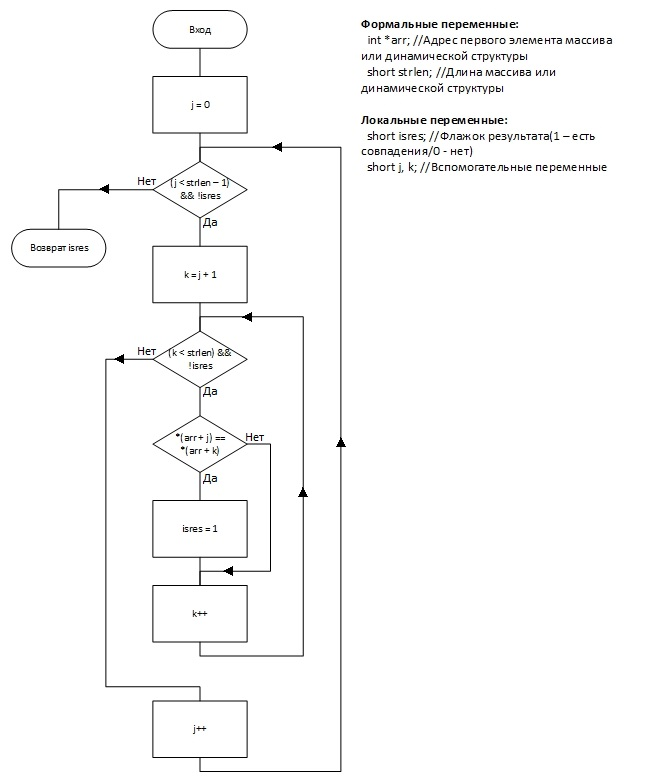 Вход
j = 0
Нет
(j < strlen – 1)
&& !isres
Да
Возврат isres
k = j + 1
Нет
(k < strlen) &&
!isres
Да
*(arr + j) ==
*(arr + k)
Нет
Да
isres = 1
k++
j++
Формальные переменные:
int *arr; //Адрес первого элемента массива
или динамической структуры
short strlen; //Длина массива или
динамической структуры
Локальные переменные:
short isres; //Флажок результата(1 – есть
совпадения/0 - нет)
short j, k; //Вспомогательные переменные